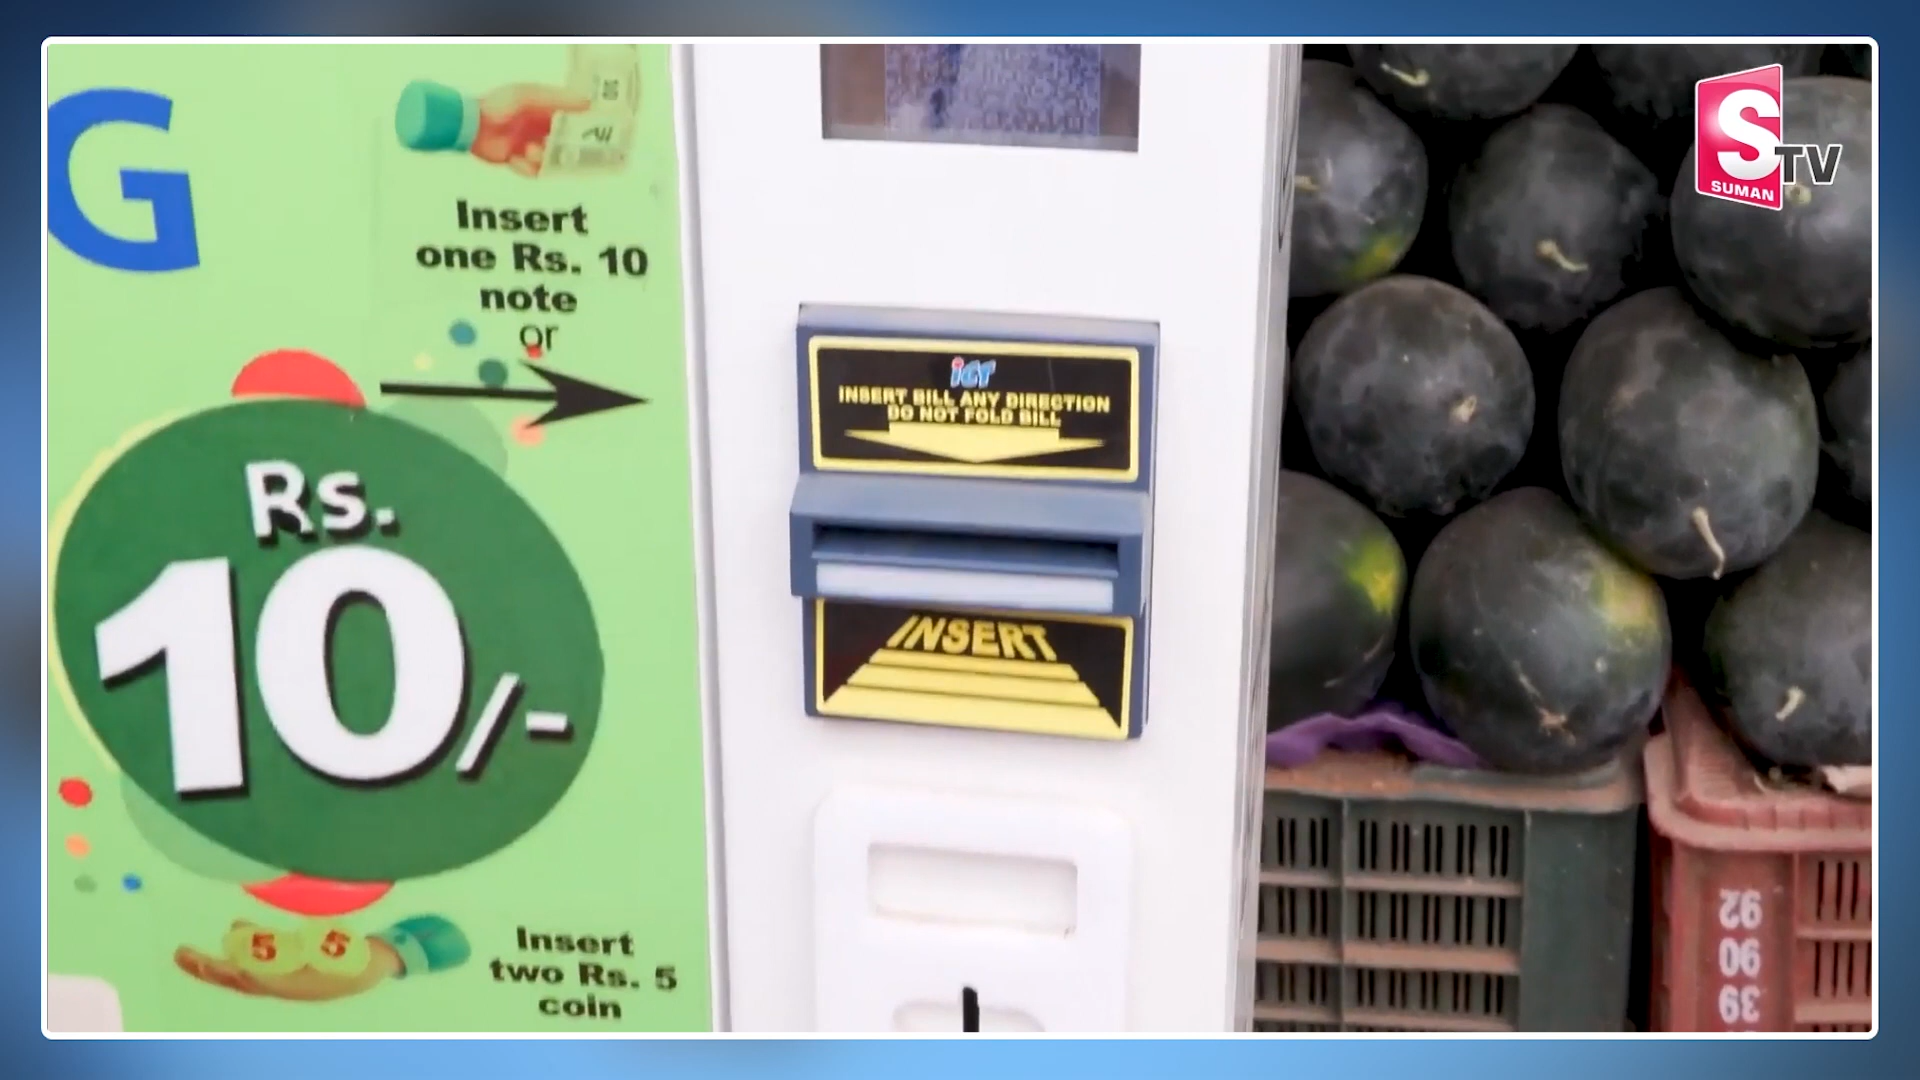 G
Insert
one Rs. 10
note
or
Rs.
10/-
5 5
Insert
two Rs. 5
coin
ICT
INSERT BILL ANY DIRECTION
DO NOT FOLD BILL
INSERT
S TV
SUMAN
92
90
39